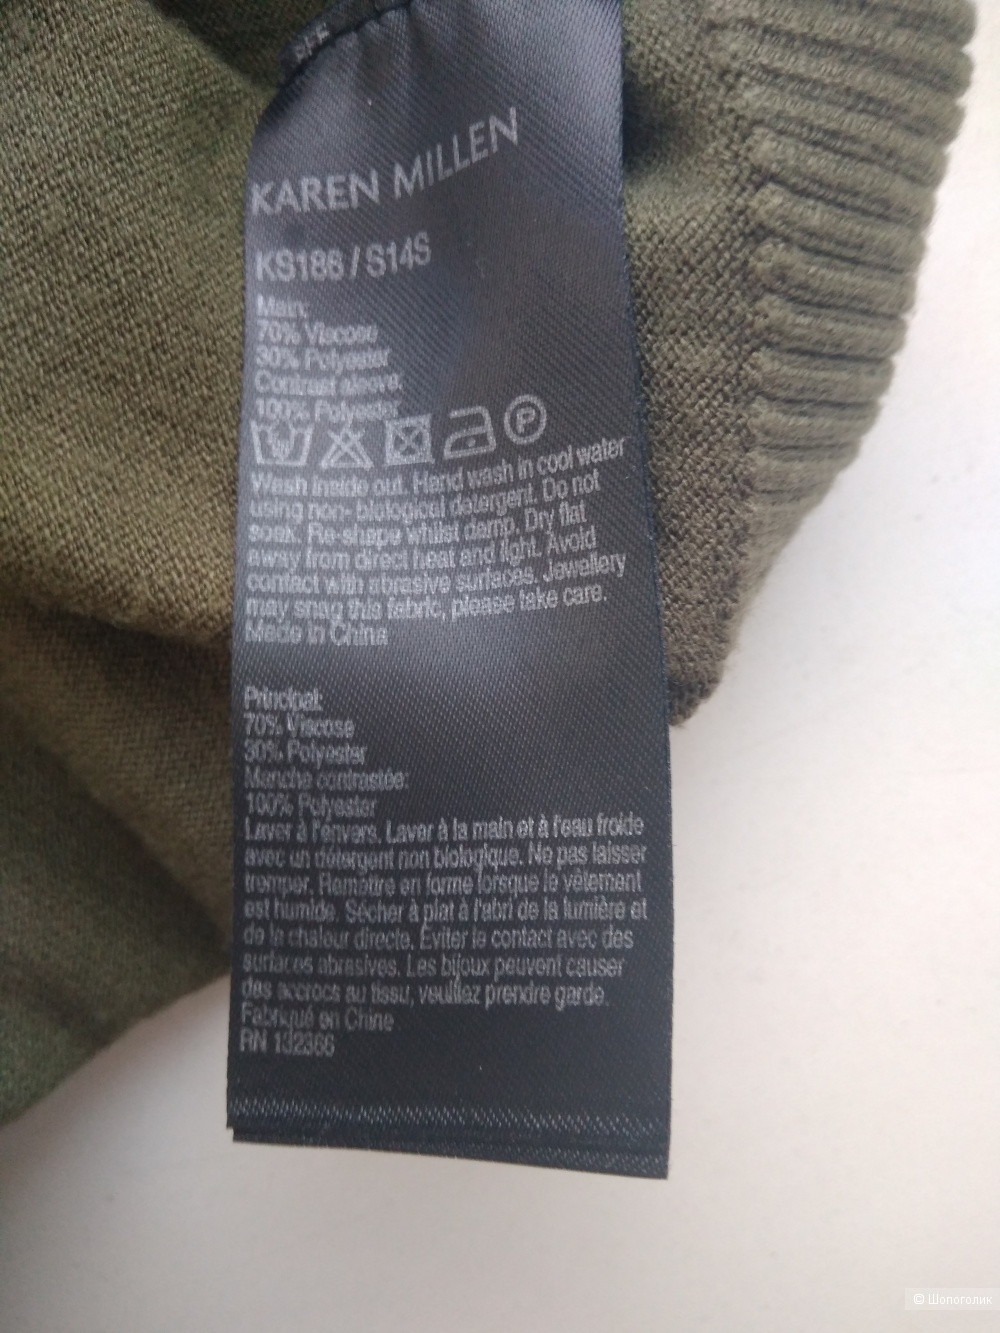 KAREN MILLEN
KS186 / S14S
Main:
70% Viscose
30% Polyester
Contrast sleeve:
100% Polyester
P
Wash inside out. Hand wash in cool water
using non- biological detergent. Do not
soak. Re-shape whilst damp. Dry flat
away from direct heat and light. Avoid
contact with abrasive surfaces. Jewellery
may snag this fabric, please take care.
Made in China
Principal:
70% Viscose
30% Polyester
Manche contrastée:
100% Polyester
Laver à l'envers. Laver à la main et à l'eau froide
avec un détergent non biologique. Ne pas laisser
tremper. Remettre en forme lorsque le vêtement
est humide. Sécher à plat à l'abri de la lumière et
de la chaleur directe. Éviter le contact avec des
surfaces abrasives. Les bijoux peuvent causer
des accrocs au tissu, veuillez prendre garde.
Fabriqué en Chine
RN 132366
© Шопоголик